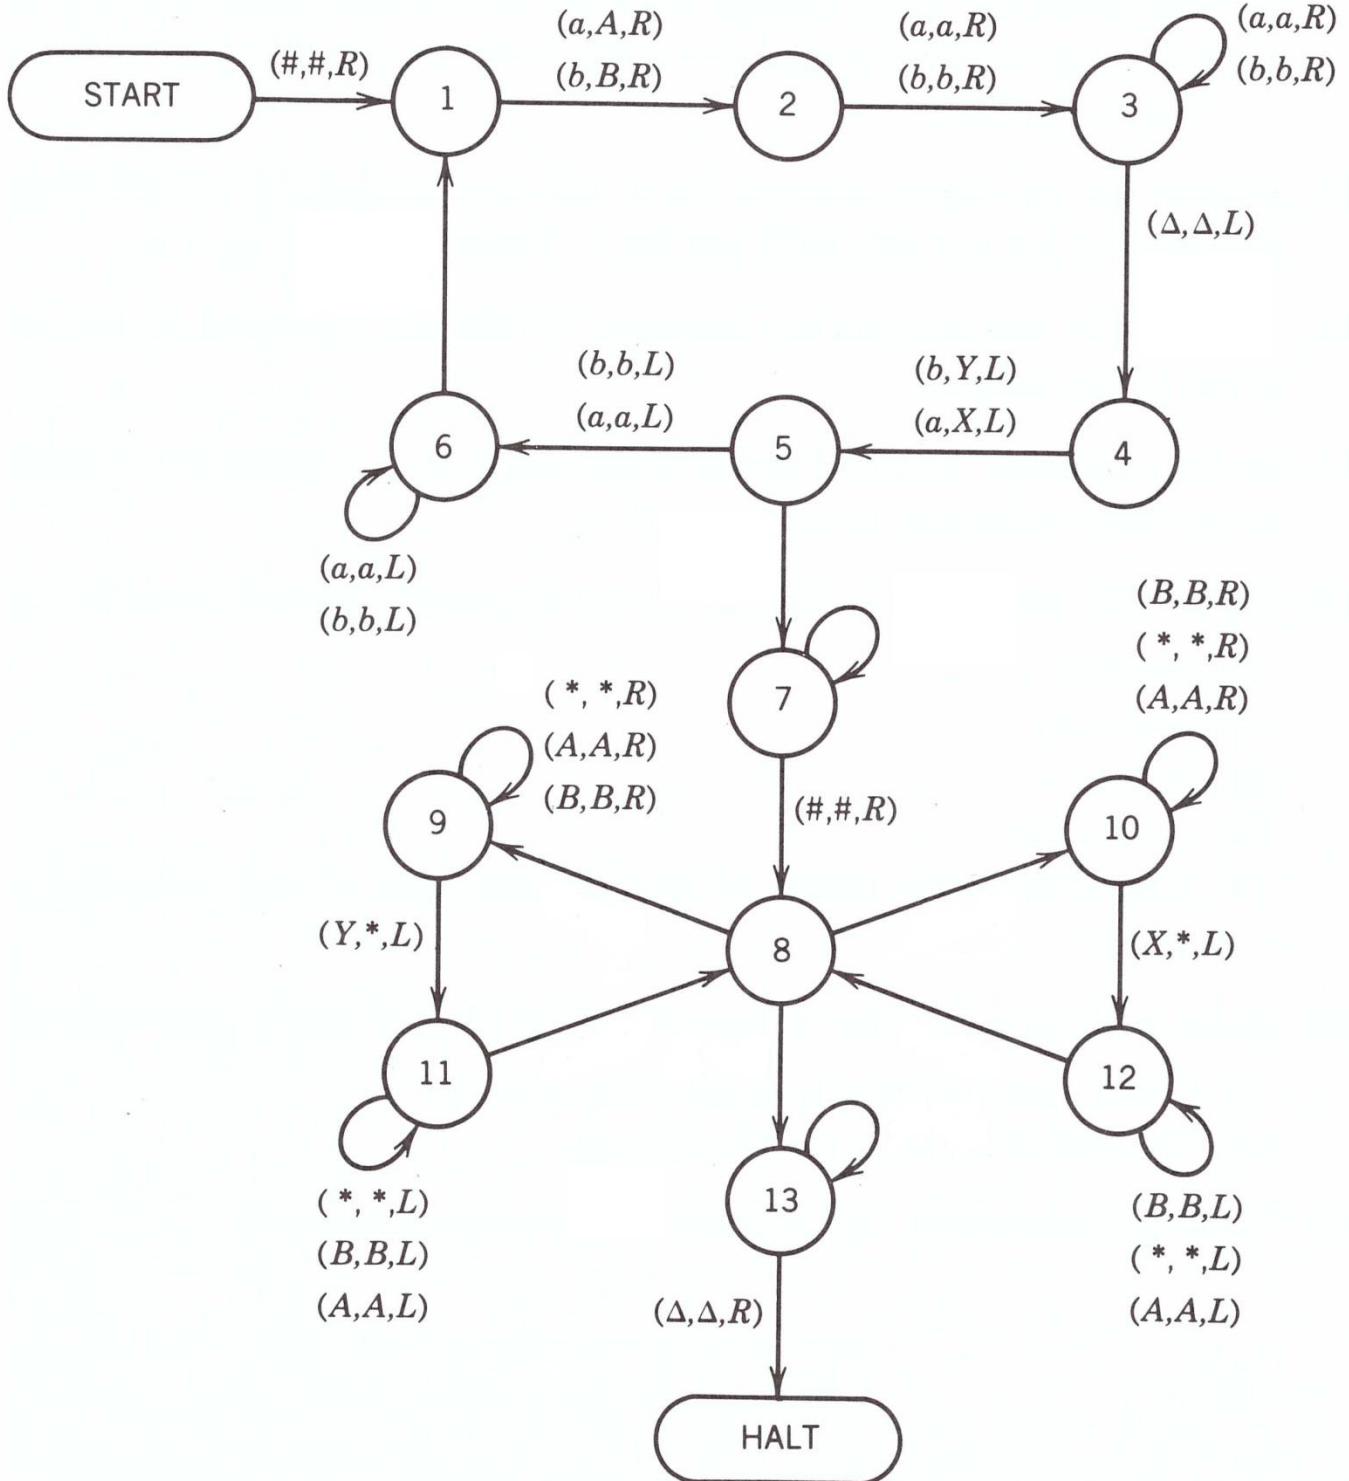 (a,A,R)
(a,a,R)
(a,a,R)
(#,#,R)
(b,B,R)
(b,b,R)
(b,b,R)
START
1
2
3
(Δ,Δ,L)
(b,b,L)
(b,Y,L)
(a,a,L)
(a,X,L)
6
5
4
(a,a,L)
(b,b,L)
(B,B,R)
(*,*,R)
(A,A,R)
7
(*,*,R)
(A,A,R)
(B,B,R)
(#,#,R)
9
10
(Y,*,L)
8
(X,*,L)
11
12
(*,*,L)
(B,B,L)
(A,A,L)
13
(B,B,L)
(*,*,L)
(A,A,L)
(Δ,Δ,R)
HALT